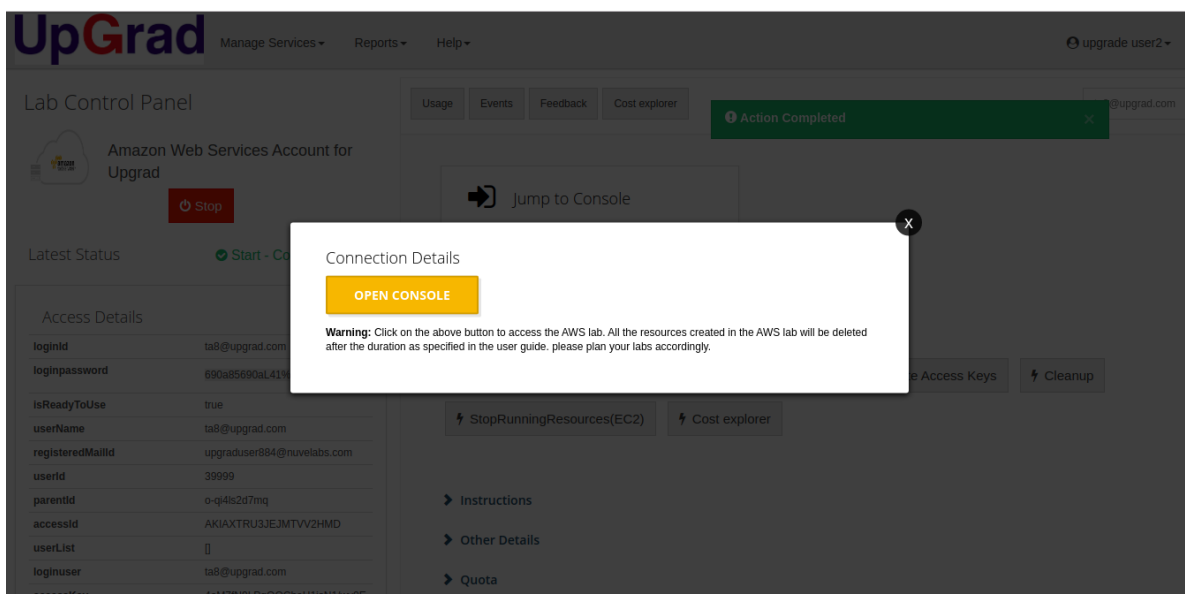 UpGrad
Manage Services Reports Help upgrade user2
Lab Control Panel
Usage Events Feedback Cost explorer
Action Completed
@upgrad.com
Amazon Web Services Account for
Upgrad
Stop
Jump to Console
Latest Status Start - Co
X
Connection Details
OPEN CONSOLE
Warning: Click on the above button to access the AWS lab. All the resources created in the AWS lab will be deleted
after the duration as specified in the user guide. please plan your labs accordingly.
Access Details
loginId ta8@upgrad.com
loginpassword 690a85690aL41%
isReadyToUse true
userName ta8@upgrad.com
registeredMailId upgraduser884@nuvelabs.com
userId 39999
parentId o-qi4ls2d7mq
accessId AKIAXTRU3JEJMTVV2HMD
userList []
loginuser ta8@upgrad.com
e Access Keys Cleanup
StopRunningResources(EC2) Cost explorer
Instructions
Other Details
Quota